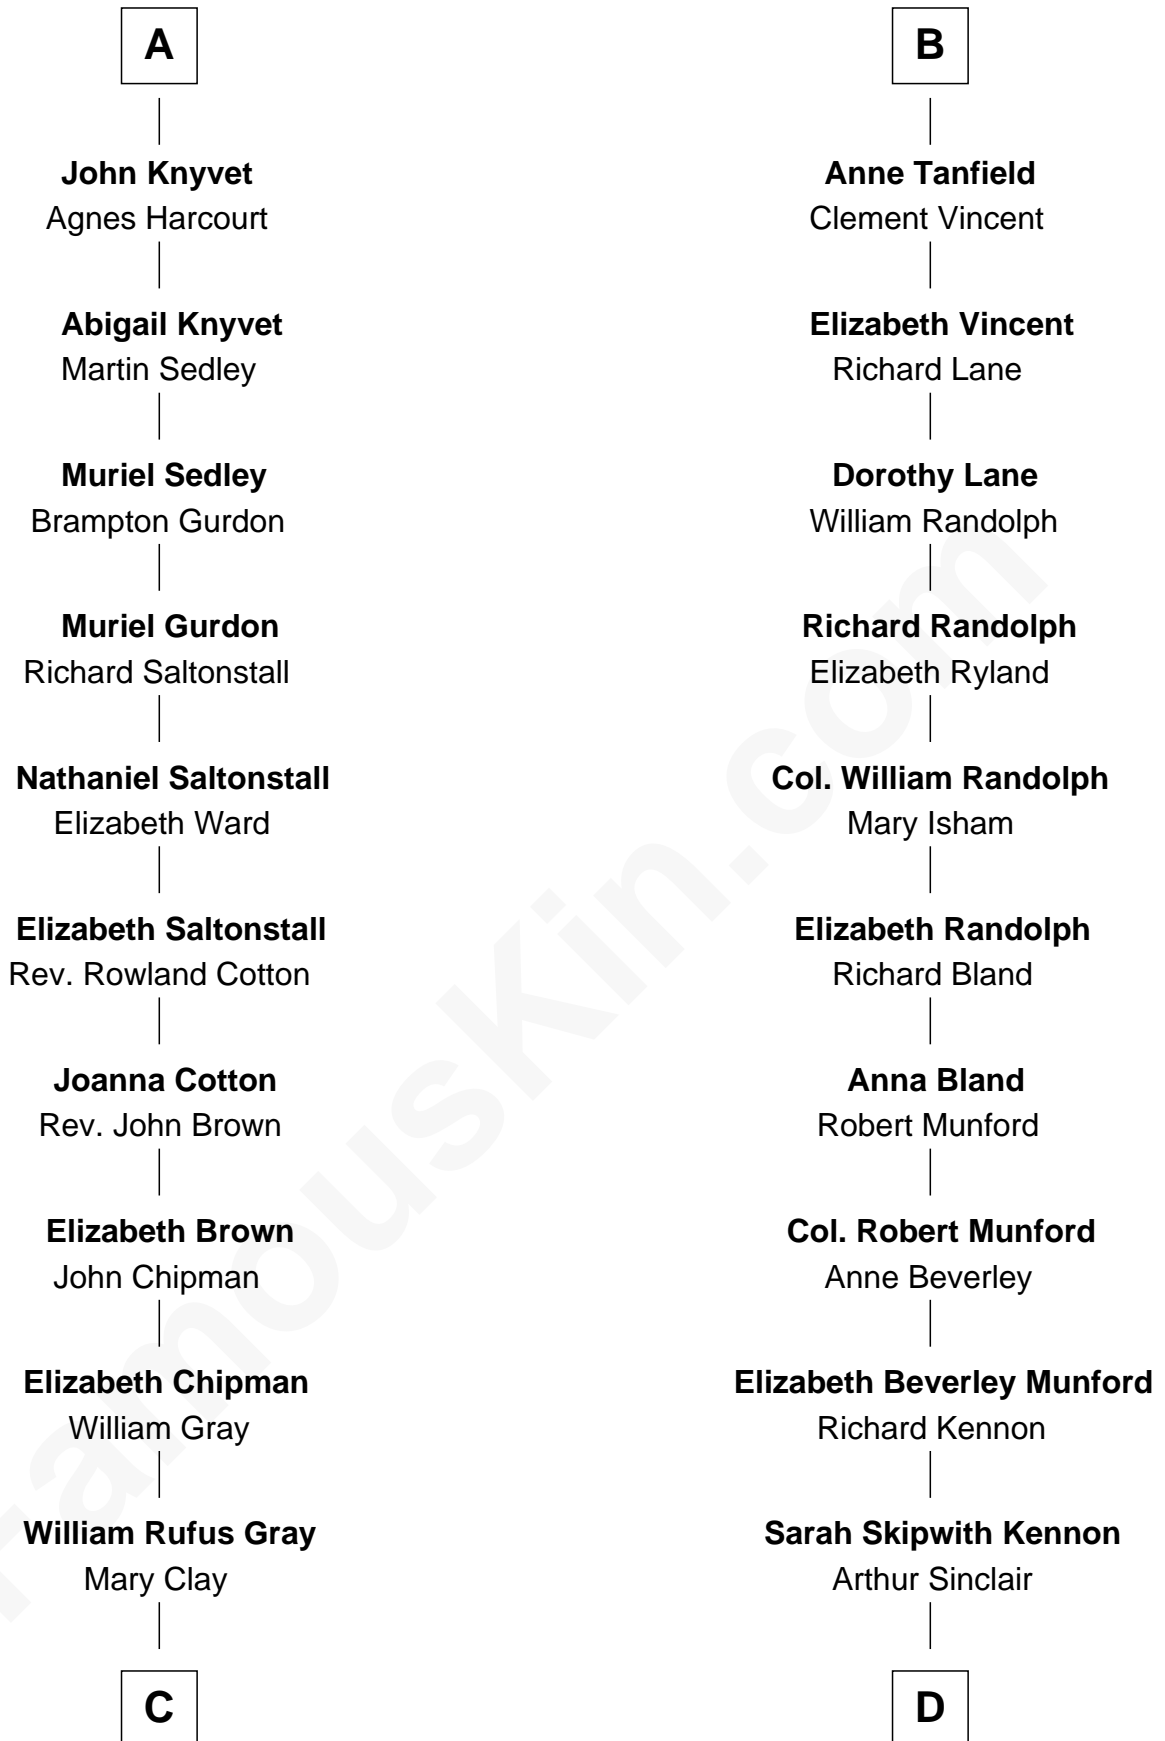 A
John Knyvet
Agnes Harcourt
Abigail Knyvet
Martin Sedley
Muriel Sedley
Brampton Gurdon
Muriel Gurdon
Richard Saltonstall
Nathaniel Saltonstall
Elizabeth Ward
Elizabeth Saltonstall
Rev. Rowland Cotton
Joanna Cotton
Rev. John Brown
Elizabeth Brown
John Chipman
Elizabeth Chipman
William Gray
William Rufus Gray
Mary Clay
C
B
Anne Tanfield
Clement Vincent
Elizabeth Vincent
Richard Lane
Dorothy Lane
William Randolph
Richard Randolph
Elizabeth Ryland
Col. William Randolph
Mary Isham
Elizabeth Randolph
Richard Bland
Anna Bland
Robert Munford
Col. Robert Munford
Anne Beverley
Elizabeth Beverley Munford
Richard Kennon
Sarah Skipwith Kennon
Arthur Sinclair
D
FamousKin.com